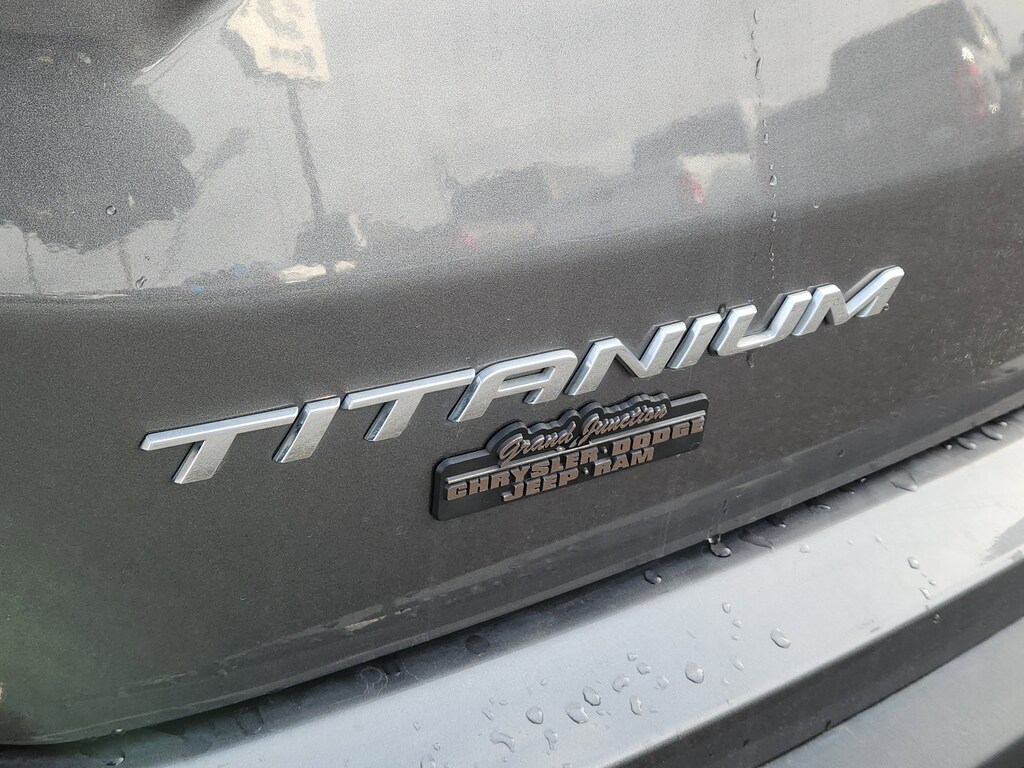 TITANIUM
Grand Junction
CHRYSLER·DODGE
JEEP·RAM